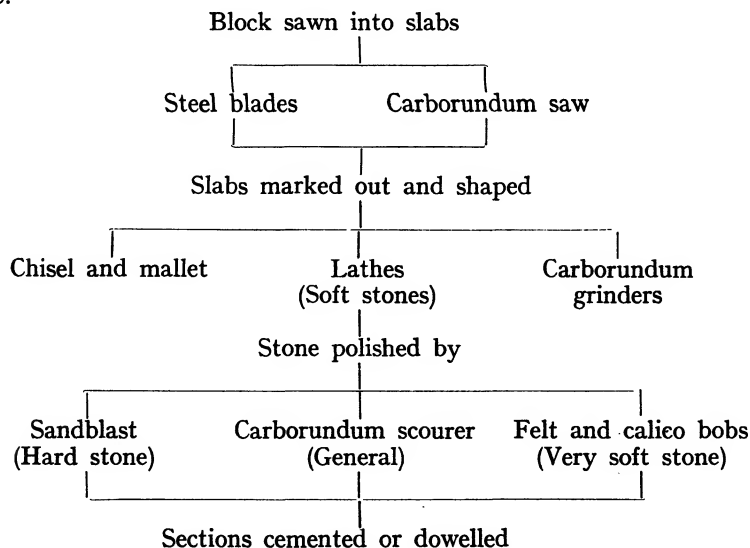 Block sawn into slabs
Steel blades Carborundum saw
Slabs marked out and shaped
Chisel and mallet Lathes Carborundum
(Soft stones) grinders
Stone polished by
Sandblast Carborundum scourer Felt and calico bobs
(Hard stone) (General) (Very soft stone)
Sections cemented or dowelled